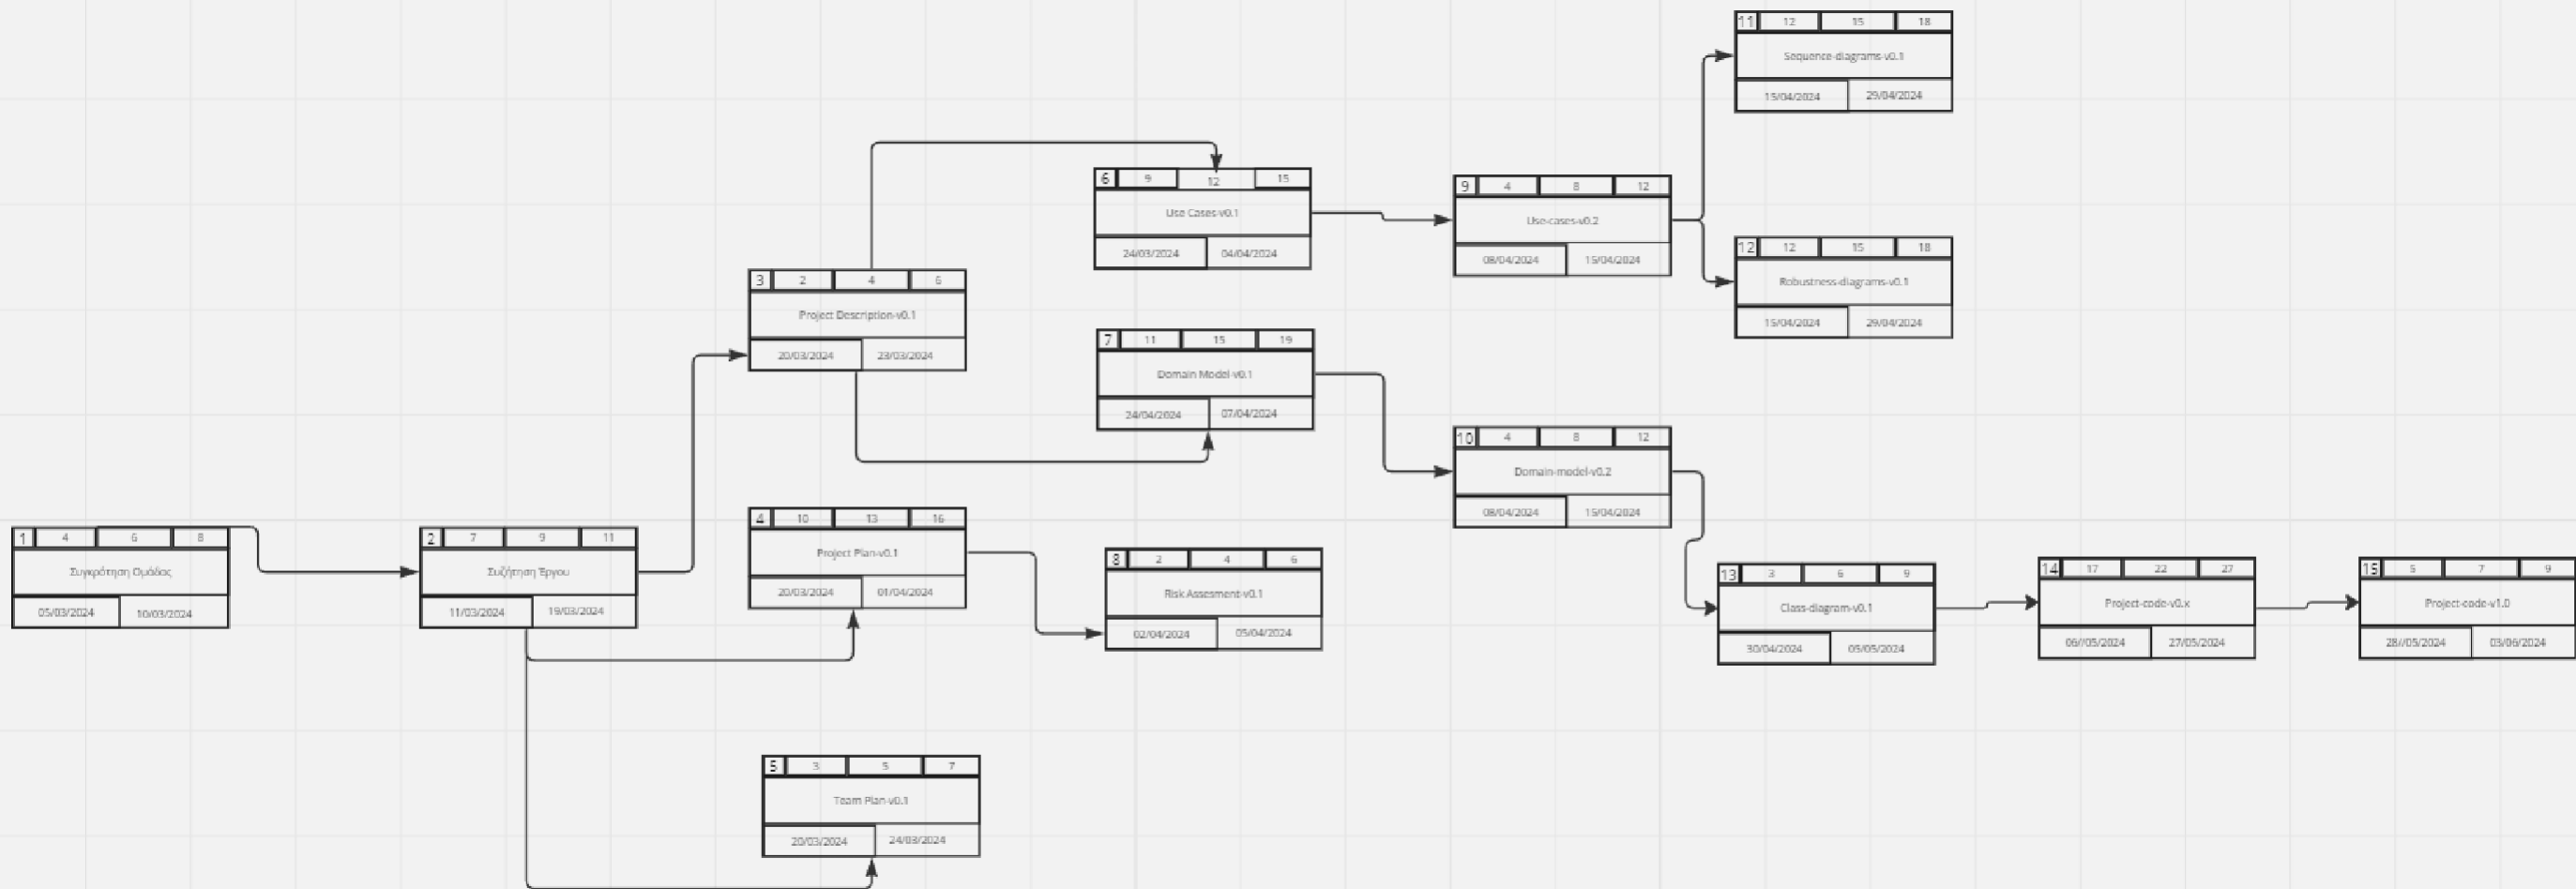 1 4 6 8
Συγκρότηση Ομάδας
05/03/2024 10/03/2024
2 7 9 11
Συζήτηση Έργου
11/03/2024 19/03/2024
3 2 4 6
Project Description-v0.1
20/03/2024 23/03/2024
4 10 13 16
Project Plan-v0.1
20/03/2024 01/04/2024
5 3 5 7
Team Plan-v0.1
20/03/2024 24/03/2024
6 9 12 15
Use Cases-v0.1
24/03/2024 04/04/2024
7 11 15 19
Domain Model-v0.1
24/04/2024 07/04/2024
8 2 4 6
Risk Assesment-v0.1
02/04/2024 05/04/2024
9 4 8 12
Use-cases-v0.2
08/04/2024 15/04/2024
10 4 8 12
Domain-model-v0.2
08/04/2024 15/04/2024
11 12 15 18
Sequence-diagrams-v0.1
15/04/2024 29/04/2024
12 12 15 18
Robustness-diagrams-v0.1
15/04/2024 29/04/2024
13 3 6 9
Class-diagram-v0.1
30/04/2024 05/05/2024
14 17 22 27
Project-code-v0.x
06//05/2024 27/05/2024
15 5 7 9
Project-code-v1.0
28//05/2024 03/06/2024